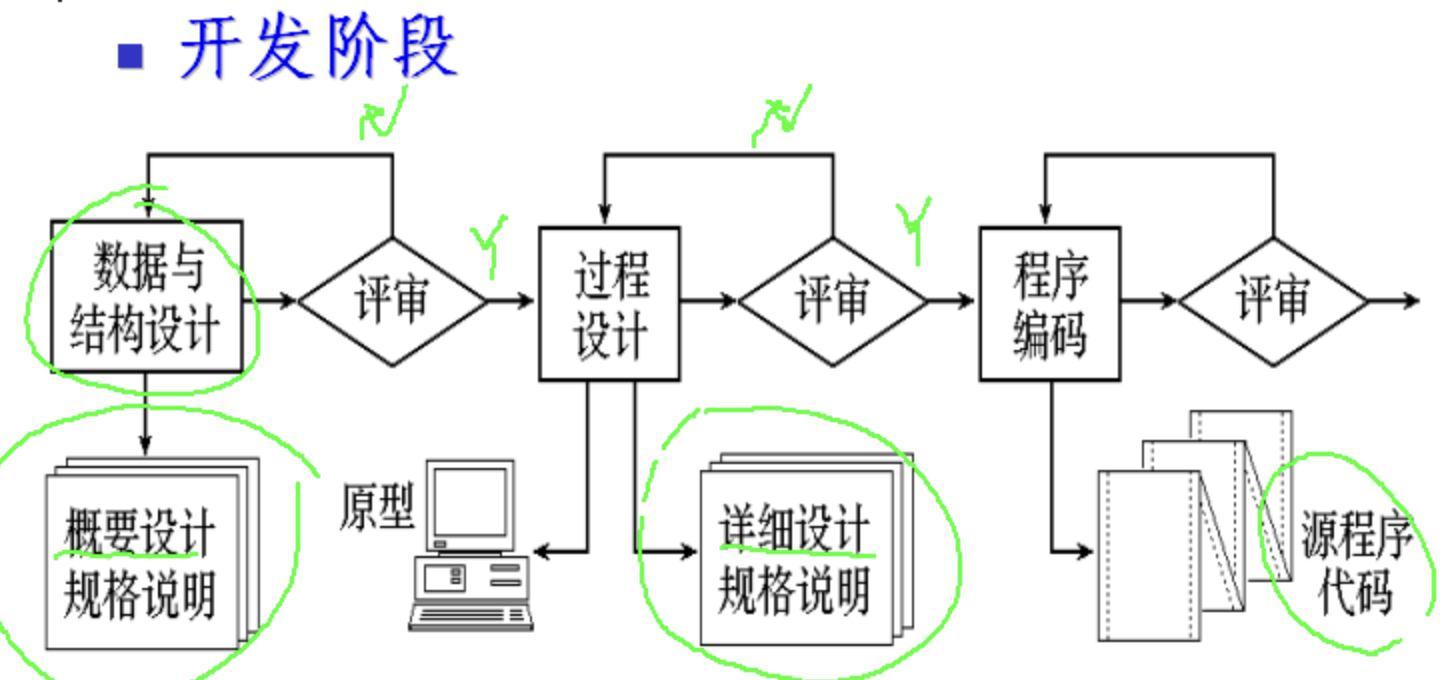 开发阶段
N
N
Y
Y
数据与
结构设计
评审
过程
设计
评审
程序
编码
评审
概要设计
规格说明
原型
详细设计
规格说明
源程序
代码